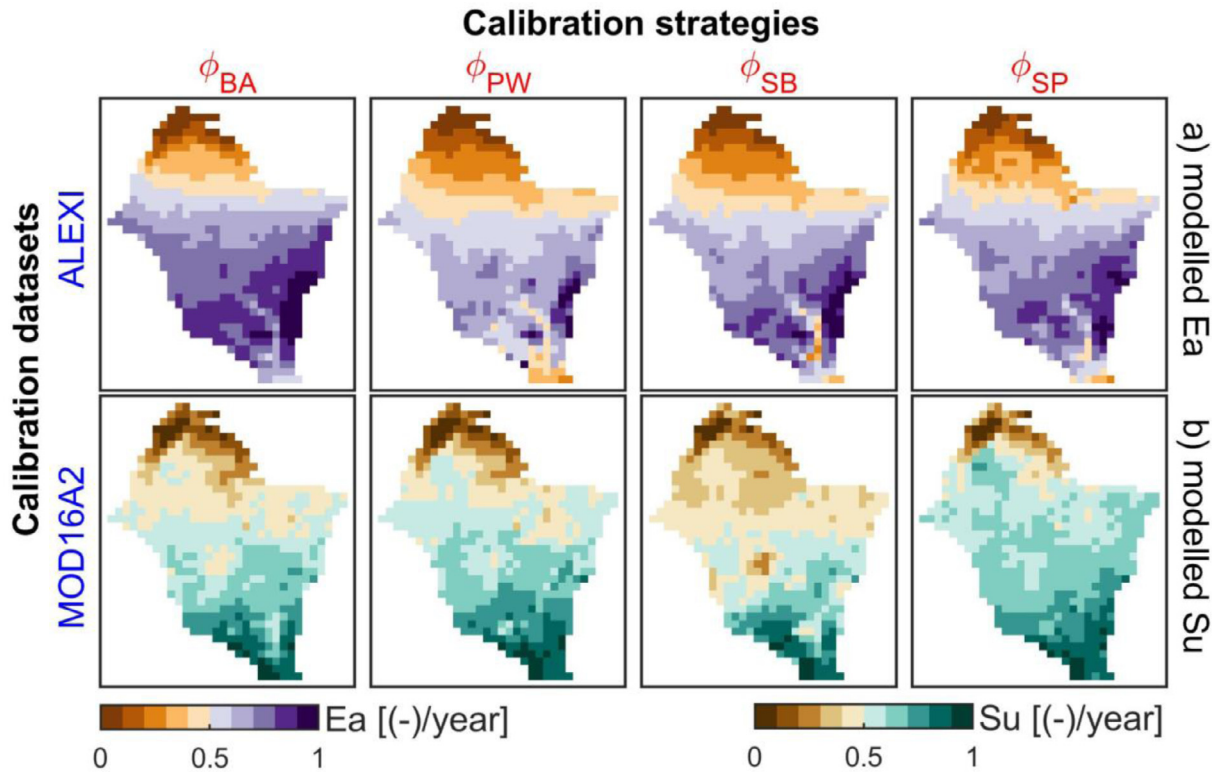 Calibration strategies
ϕBA ϕPW ϕSB ϕSP
Calibration datasets
ALEXI
a) modelled Ea
MOD16A2
b) modelled Su
Ea [(-)/year]
0 0.5 1
Su [(-)/year]
0 0.5 1